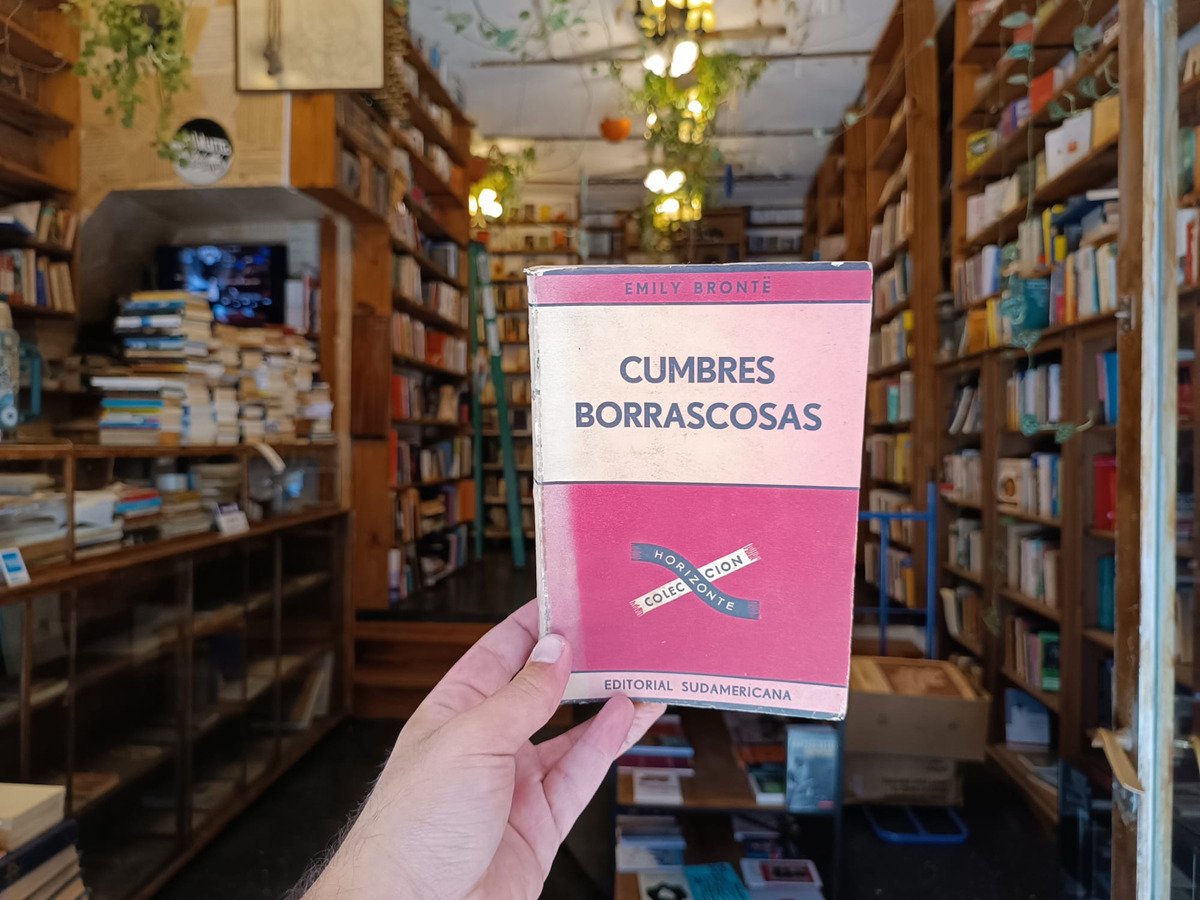 EMILY BRONTË
CUMBRES
BORRASCOSAS
COLECCION
HORIZONTE
EDITORIAL SUDAMERICANA